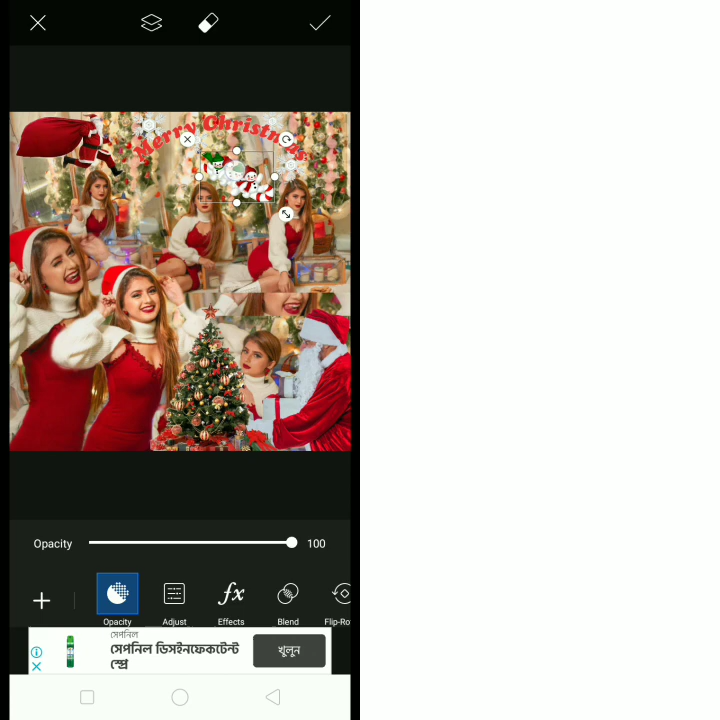 Merry Christmas
Opacity 100
Opacity Adjust Effects Blend Flip-Ro
সেপনিল
সেপনিল ডিসইনফেকটেন্ট
স্প্রে
খুলুন